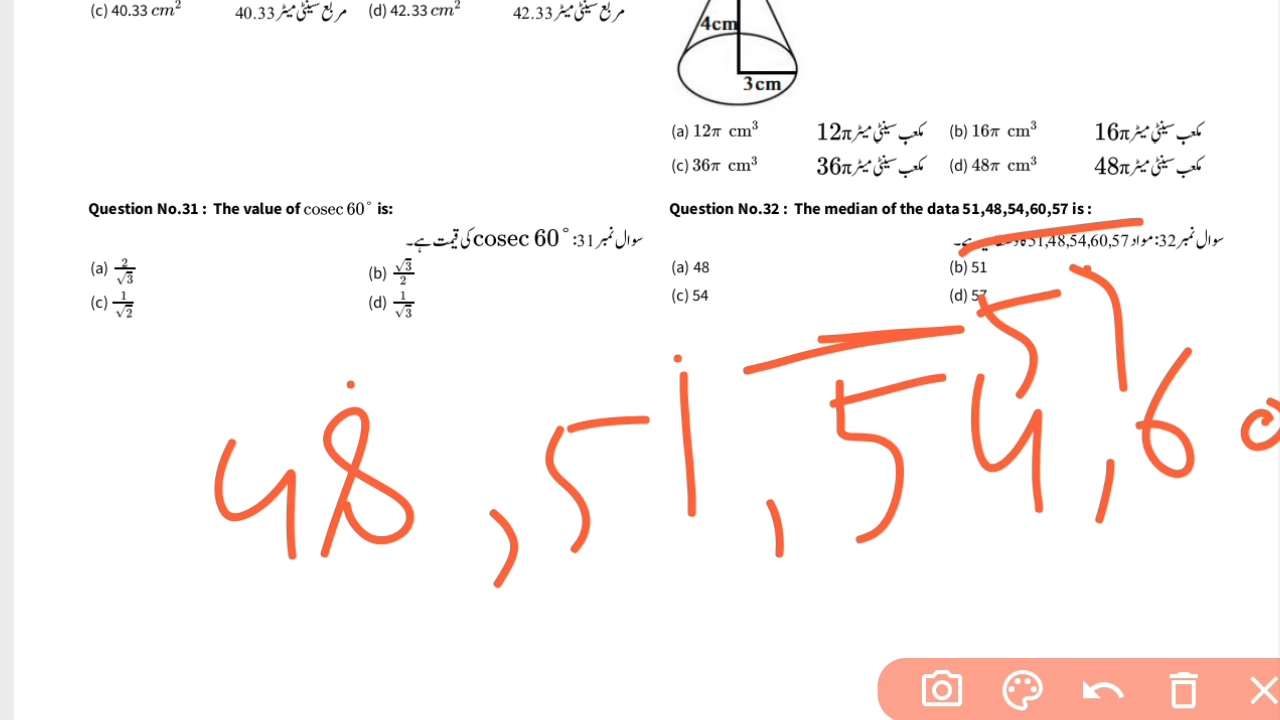 (c) 40.33 cm² 40.33 مربع سینٹی میٹر (d) 42.33 cm² 42.33 مربع سینٹی میٹر
4cm
3cm
(a) 12π cm³ 12π مکعب سینٹی میٹر (b) 16π cm³ 16π مکعب سینٹی میٹر
(c) 36π cm³ 36π مکعب سینٹی میٹر (d) 48π cm³ 48π مکعب سینٹی میٹر
Question No.31 : The value of cosec 60° is:
سوال نمبر 31: cosec 60° کی قیمت ہے۔
(a) 2/√3 (b) √3/2
(c) 1/√2 (d) 1/√3
Question No.32 : The median of the data 51,48,54,60,57 is :
سوال نمبر 32: مواد 51,48,54,60,57 ہے۔
(a) 48 (b) 51
(c) 54 (d) 57
57
48, 51, 54, 60